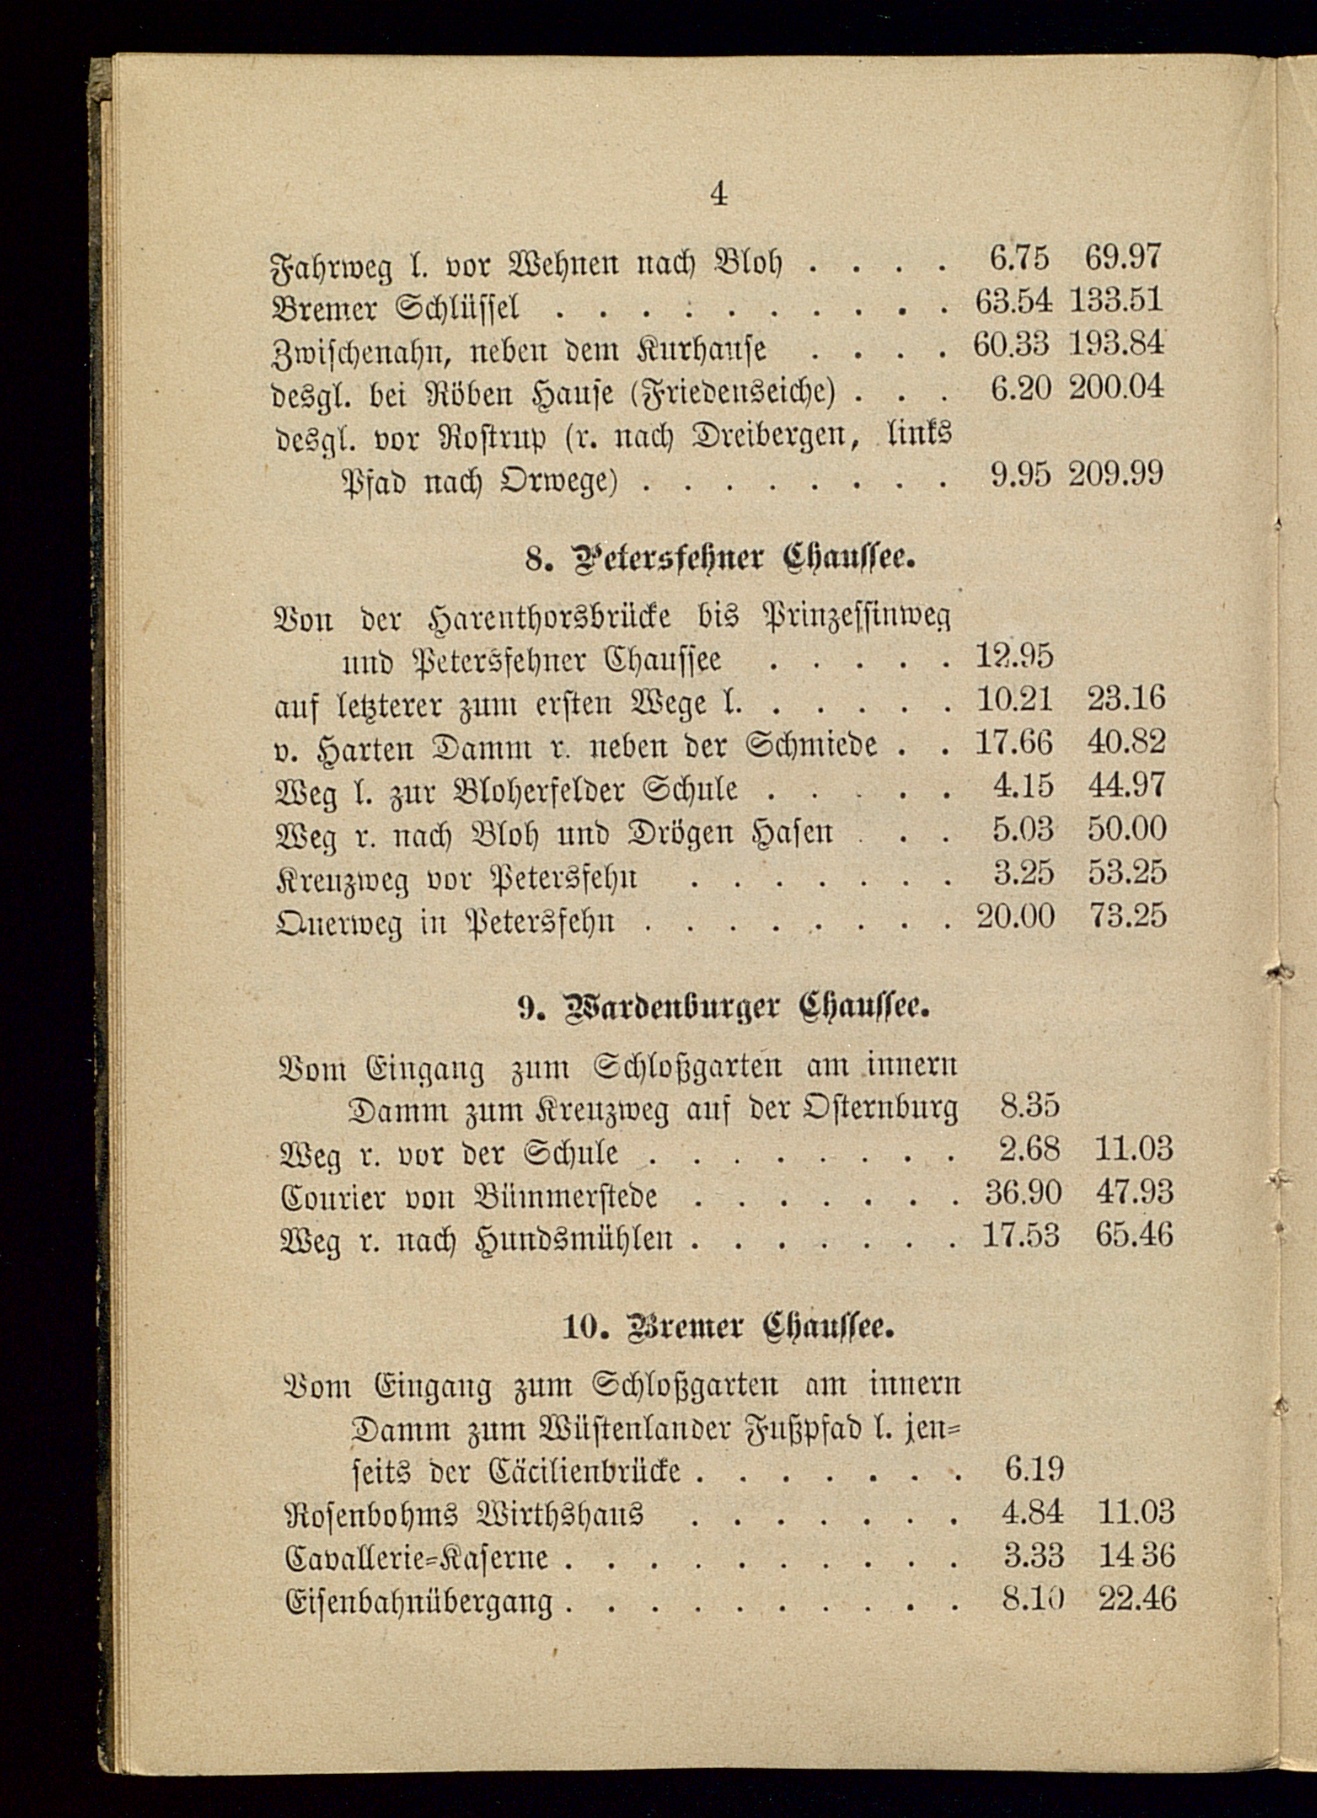 4
Fahrweg l. vor Wehnen nach Bloh . . . . 6.75 69.97
Bremer Schlüssel . . . . . . . . . . 63.54 133.51
Zwischenahn, neben dem Kurhause . . . . 60.33 193.84
desgl. bei Röben Hause (Friedenseiche) . . . 6.20 200.04
desgl. vor Rostrup (r. nach Dreibergen, links
Pfad nach Orwege) . . . . . . . . 9.95 209.99
8. Petersfehner Chaussee.
Von der Harenthorsbrücke bis Prinzessinweg
und Petersfehner Chaussee . . . . . 12.95
auf letzterer zum ersten Wege l. . . . . . 10.21 23.16
v. Harten Damm r. neben der Schmiede . . 17.66 40.82
Weg l. zur Bloherfelder Schule . . . . . 4.15 44.97
Weg r. nach Bloh und Drögen Hasen . . . 5.03 50.00
Kreuzweg vor Petersfehn . . . . . . . 3.25 53.25
Querweg in Petersfehn . . . . . . . . 20.00 73.25
9. Wardenburger Chaussee.
Vom Eingang zum Schloßgarten am innern
Damm zum Kreuzweg auf der Osternburg 8.35
Weg r. vor der Schule . . . . . . . . 2.68 11.03
Courier von Bümmerstede . . . . . . . 36.90 47.93
Weg r. nach Hundsmühlen . . . . . . . 17.53 65.46
10. Bremer Chaussee.
Vom Eingang zum Schloßgarten am innern
Damm zum Wüstenlander Fußpfad l. jen-
seits der Cäcilienbrücke . . . . . . . 6.19
Rosenbohms Wirthshaus . . . . . . . 4.84 11.03
Cavallerie-Kaserne . . . . . . . . . . 3.33 14 36
Eisenbahnübergang . . . . . . . . . . 8.10 22.46